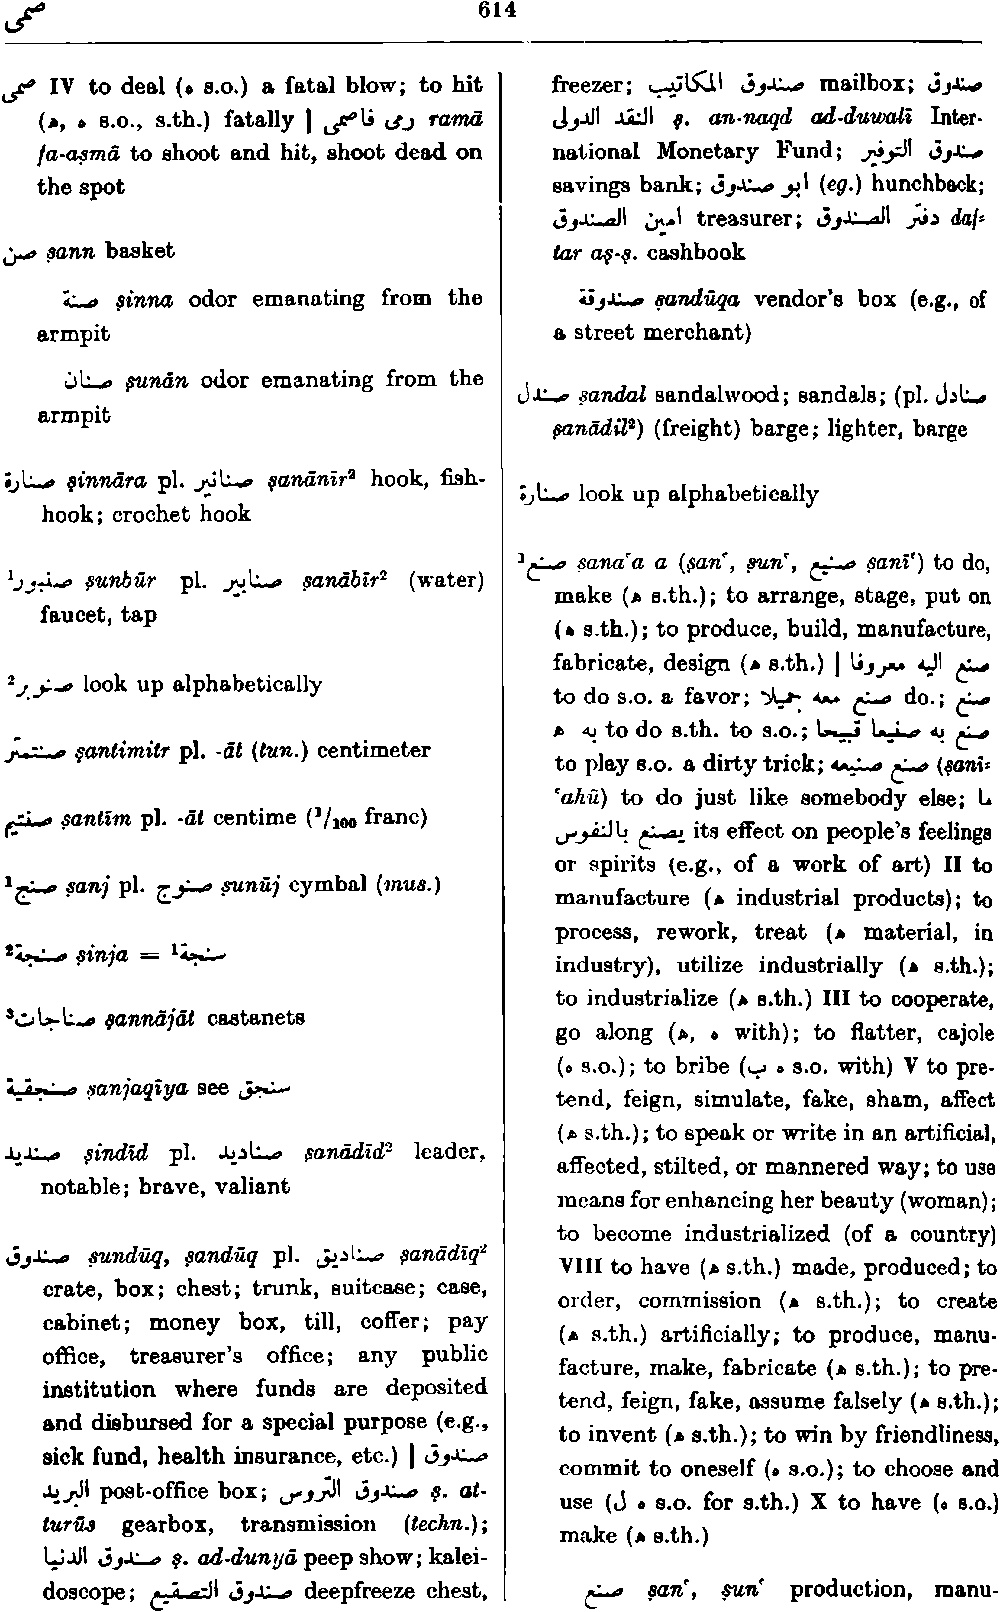 صمى
614
صمى IV to deal (ه s.o.) a fatal blow; to hit
(ه, ه s.o., s.th.) fatally | رمى فاصمى ramā
fa-aṣmā to shoot and hit, shoot dead on
the spot
صن ṣann basket
صنة ṣinna odor emanating from the
armpit
صنان ṣunān odor emanating from the
armpit
صنارة ṣinnāra pl. صنانير ṣanānīr² hook, fish-
hook; crochet hook
¹صنبور ṣunbūr pl. صنابير ṣanābīr² (water)
faucet, tap
²صنوبر look up alphabetically
صنتمتر ṣantimitr pl. -āt (tun.) centimeter
صنتيم ṣantīm pl. -āt centime (¹/₁₀₀ franc)
¹صنج ṣanj pl. صنوج ṣunūj cymbal (mus.)
²صنجة ṣinja = ¹سنجة
³صناجات ṣannājāt castanets
صنجقية ṣanjaqīya see سنجق
صنديد ṣindīd pl. صناديد ṣanādīd² leader,
notable; brave, valiant
صندوق ṣundūq, ṣandūq pl. صناديق ṣanādīq²
crate, box; chest; trunk, suitcase; case,
cabinet; money box, till, coffer; pay
office, treasurer's office; any public
institution where funds are deposited
and disbursed for a special purpose (e.g.,
sick fund, health insurance, etc.) | صندوق
البريد post-office box; صندوق التروس ṣ. at-
turūs gearbox, transmission (techn.);
صندوق الدنيا ṣ. ad-dunyā peep show; kalei-
doscope; صندوق التصقيع deepfreeze chest,
freezer; صندوق المكاتيب mailbox; صندوق
النقد الدولى ṣ. an-naqd ad-duwalī Inter-
national Monetary Fund; صندوق التوفير
savings bank; ابو صندوق (eg.) hunchback;
امين الصندوق treasurer; دفتر الصندوق daf-
tar aṣ-ṣ. cashbook
صندوقة ṣandūqa vendor's box (e.g., of
a street merchant)
صندل ṣandal sandalwood; sandals; (pl. صنادل
ṣanādil²) (freight) barge; lighter, barge
صنارة look up alphabetically
¹صنع ṣanaʿa a (ṣanʿ, ṣunʿ, صنيع ṣanīʿ) to do,
make (ه s.th.); to arrange, stage, put on
(ه s.th.); to produce, build, manufacture,
fabricate, design (ه s.th.) | صنع اليه معروفا
to do s.o. a favor; صنع معه جميلا do.; صنع
به ه to do s.th. to s.o.; صنع به صنيعا قبيحا
to play s.o. a dirty trick; صنع صنيعه (ṣanī-
ʿahū) to do just like somebody else; ما
يصنع بالنفوس its effect on people's feelings
or spirits (e.g., of a work of art) II to
manufacture (ه industrial products); to
process, rework, treat (ه material, in
industry), utilize industrially (ه s.th.);
to industrialize (ه s.th.) III to cooperate,
go along (ه, ه with); to flatter, cajole
(ه s.o.); to bribe (ه ب s.o. with) V to pre-
tend, feign, simulate, fake, sham, affect
(ه s.th.); to speak or write in an artificial,
affected, stilted, or mannered way; to use
means for enhancing her beauty (woman);
to become industrialized (of a country)
VIII to have (ه s.th.) made, produced; to
order, commission (ه s.th.); to create
(ه s.th.) artificially; to produce, manu-
facture, make, fabricate (ه s.th.); to pre-
tend, feign, fake, assume falsely (ه s.th.);
to invent (ه s.th.); to win by friendliness,
commit to oneself (ه s.o.); to choose and
use (ل ه s.o. for s.th.) X to have (ه s.o.)
make (ه s.th.)
صنع ṣanʿ, ṣunʿ production, manu-